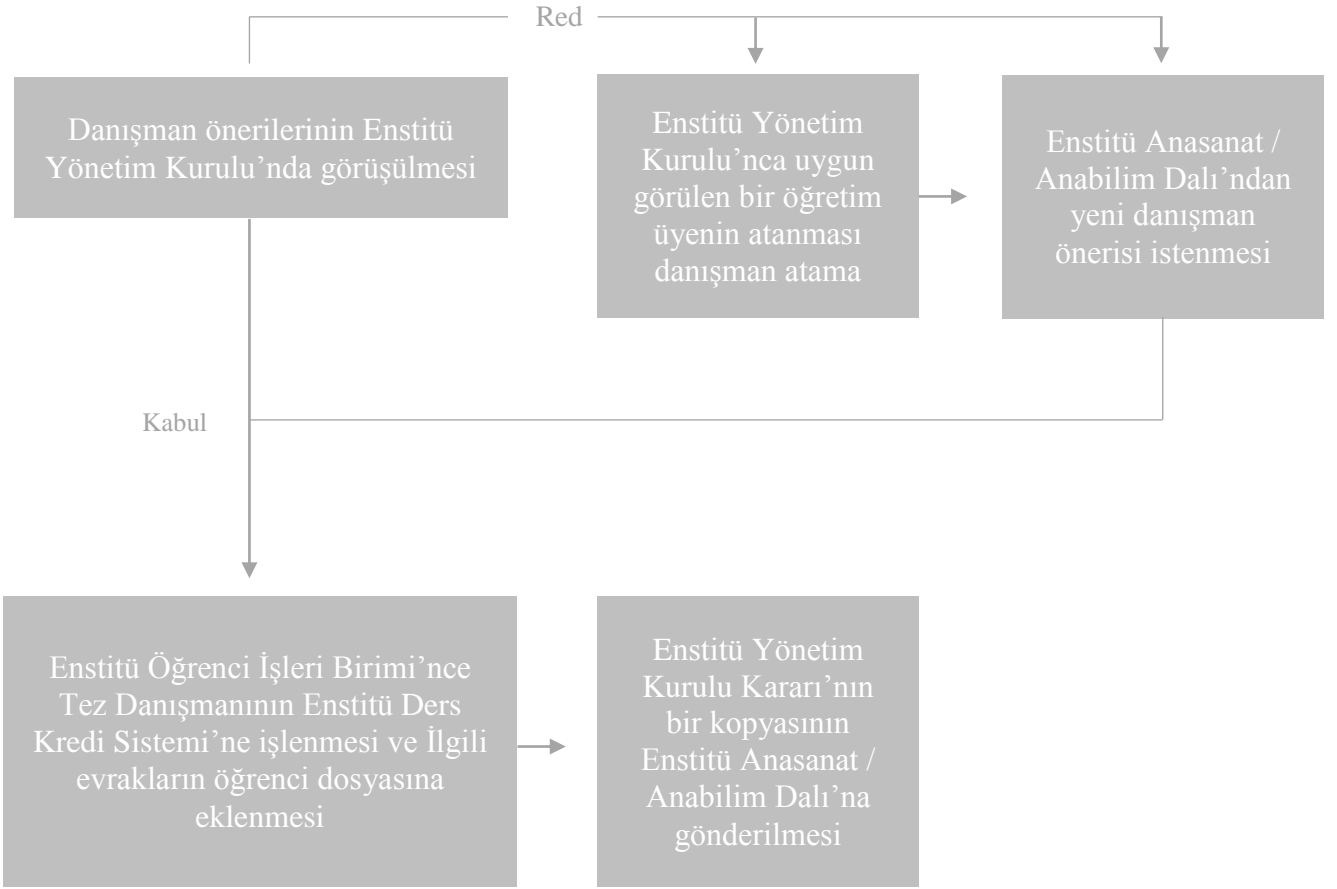 Red
Danışman önerilerinin Enstitü
Yönetim Kurulu’nda görüşülmesi
Enstitü Yönetim
Kurulu’nca uygun
görülen bir öğretim
üyenin atanması
danışman atama
Enstitü Anasanat /
Anabilim Dalı’ndan
yeni danışman
önerisi istenmesi
Kabul
Enstitü Öğrenci İşleri Birimi’nce
Tez Danışmanının Enstitü Ders
Kredi Sistemi’ne işlenmesi ve İlgili
evrakların öğrenci dosyasına
eklenmesi
Enstitü Yönetim
Kurulu Kararı’nın
bir kopyasının
Enstitü Anasanat /
Anabilim Dalı’na
gönderilmesi